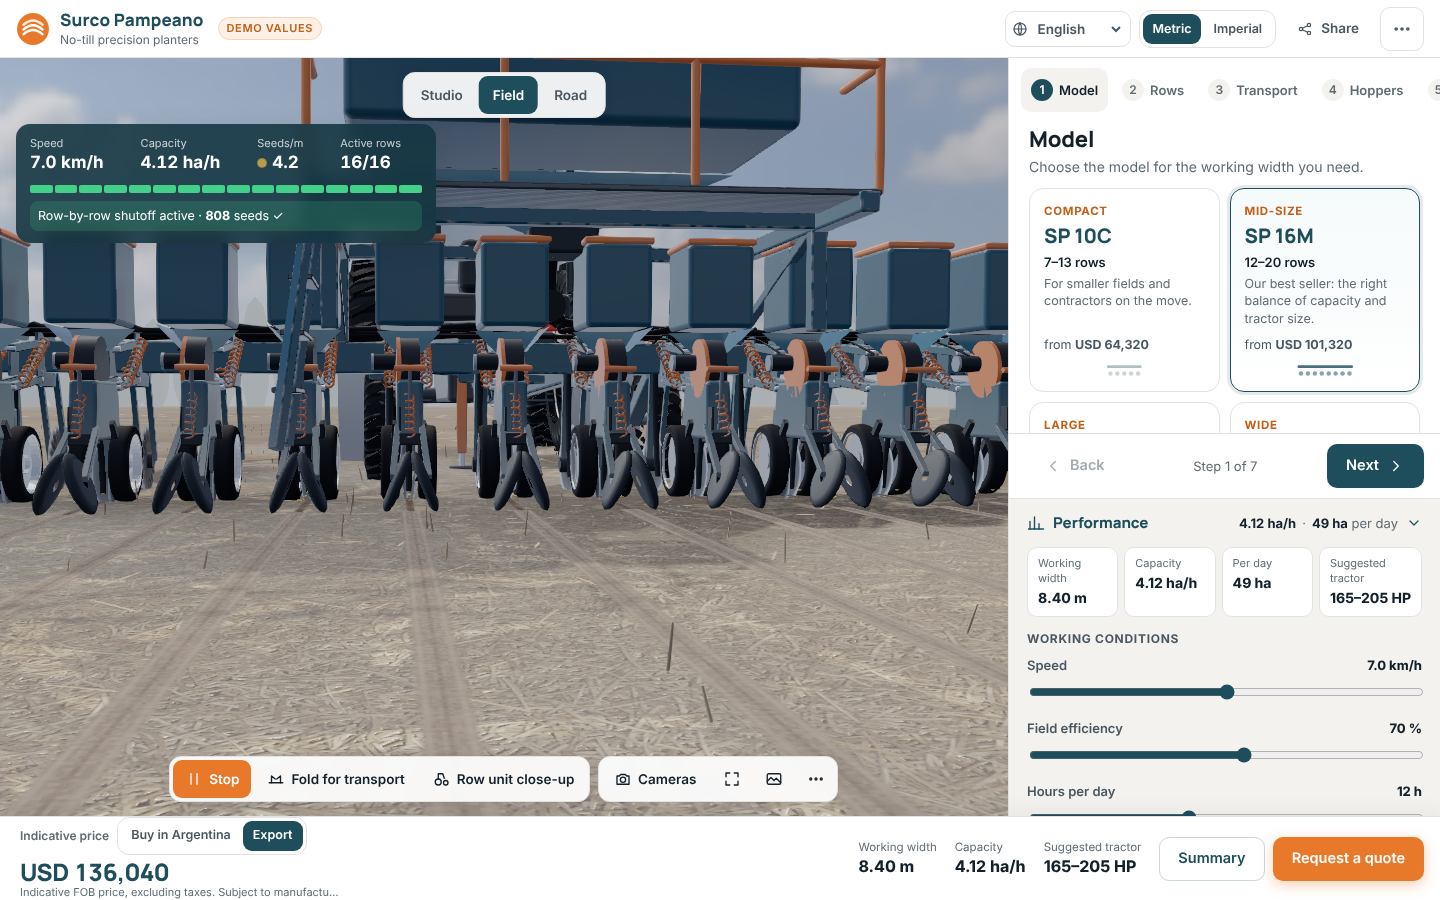 Surco Pampeano
No-till precision planters
DEMO VALUES
English
Metric
Imperial
Share
Studio
Field
Road
Speed
7.0 km/h
Capacity
4.12 ha/h
Seeds/m
4.2
Active rows
16/16
Row-by-row shutoff active · 808 seeds ✓
Stop
Fold for transport
Row unit close-up
Cameras
1 Model
2 Rows
3 Transport
4 Hoppers
5
Model
Choose the model for the working width you need.
COMPACT
SP 10C
7–13 rows
For smaller fields and
contractors on the move.
from USD 64,320
MID-SIZE
SP 16M
12–20 rows
Our best seller: the right
balance of capacity and
tractor size.
from USD 101,320
LARGE
WIDE
Back
Step 1 of 7
Next
Performance
4.12 ha/h · 49 ha per day
Working
width
8.40 m
Capacity
4.12 ha/h
Per day
49 ha
Suggested
tractor
165–205 HP
WORKING CONDITIONS
Speed
7.0 km/h
Field efficiency
70 %
Hours per day
12 h
Indicative price
Buy in Argentina
Export
USD 136,040
Indicative FOB price, excluding taxes. Subject to manufactu...
Working width
8.40 m
Capacity
4.12 ha/h
Suggested tractor
165–205 HP
Summary
Request a quote